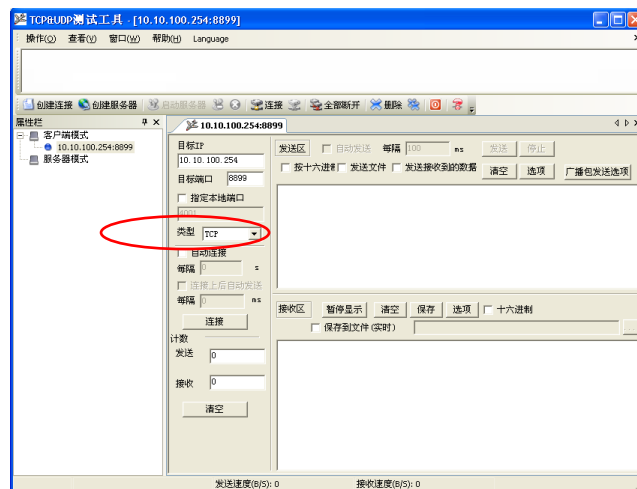 TCP&UDP测试工具 - [10.10.100.254:8899]
操作(O) 查看(V) 窗口(W) 帮助(H) Language
创建连接 创建服务器 启动服务器 连接 全部断开 删除
属性栏
客户端模式
10.10.100.254:8899
服务器模式
10.10.100.254:8899
目标IP
10.10.100.254
目标端口 8899
指定本地端口
4001
类型 TCP
自动连接
每隔 0 s
连接上后自动发送
每隔 0 ms
连接
计数
发送 0
接收 0
清空
发送区 自动发送 每隔 100 ms 发送 停止
按十六进制 发送文件 发送接收到的数据 清空 选项 广播包发送选项
接收区 暂停显示 清空 保存 选项 十六进制
保存到文件(实时)
发送速度(B/S): 0 接收速度(B/S): 0